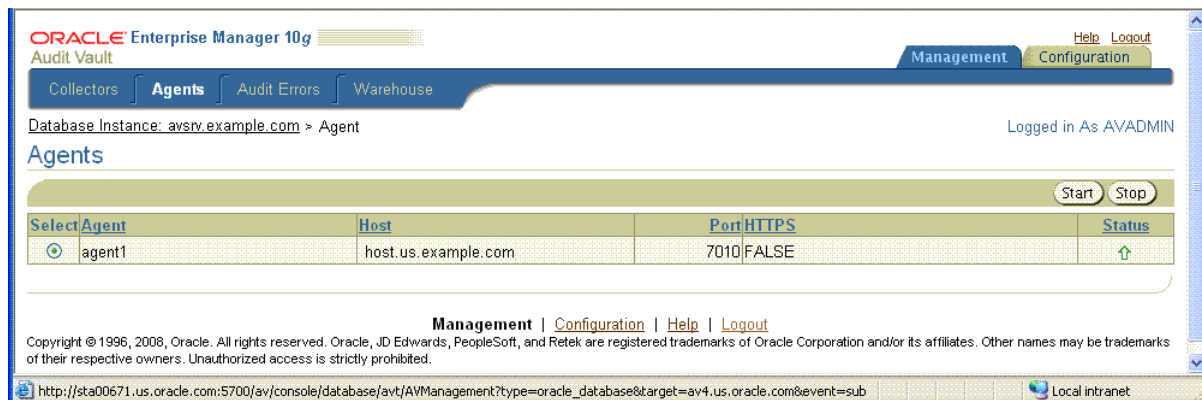 ORACLE Enterprise Manager 10g
Audit Vault
Help Logout
Management Configuration
Collectors Agents Audit Errors Warehouse
Database Instance: avsrv.example.com > Agent
Logged in As AVADMIN
Agents
Start Stop
Select Agent Host Port HTTPS Status
agent1 host.us.example.com 7010 FALSE
Management | Configuration | Help | Logout
Copyright © 1996, 2008, Oracle. All rights reserved. Oracle, JD Edwards, PeopleSoft, and Retek are registered trademarks of Oracle Corporation and/or its affiliates. Other names may be trademarks
of their respective owners. Unauthorized access is strictly prohibited.
http://sta00671.us.oracle.com:5700/av/console/database/avt/AVManagement?type=oracle_database&target=av4.us.oracle.com&event=sub Local intranet